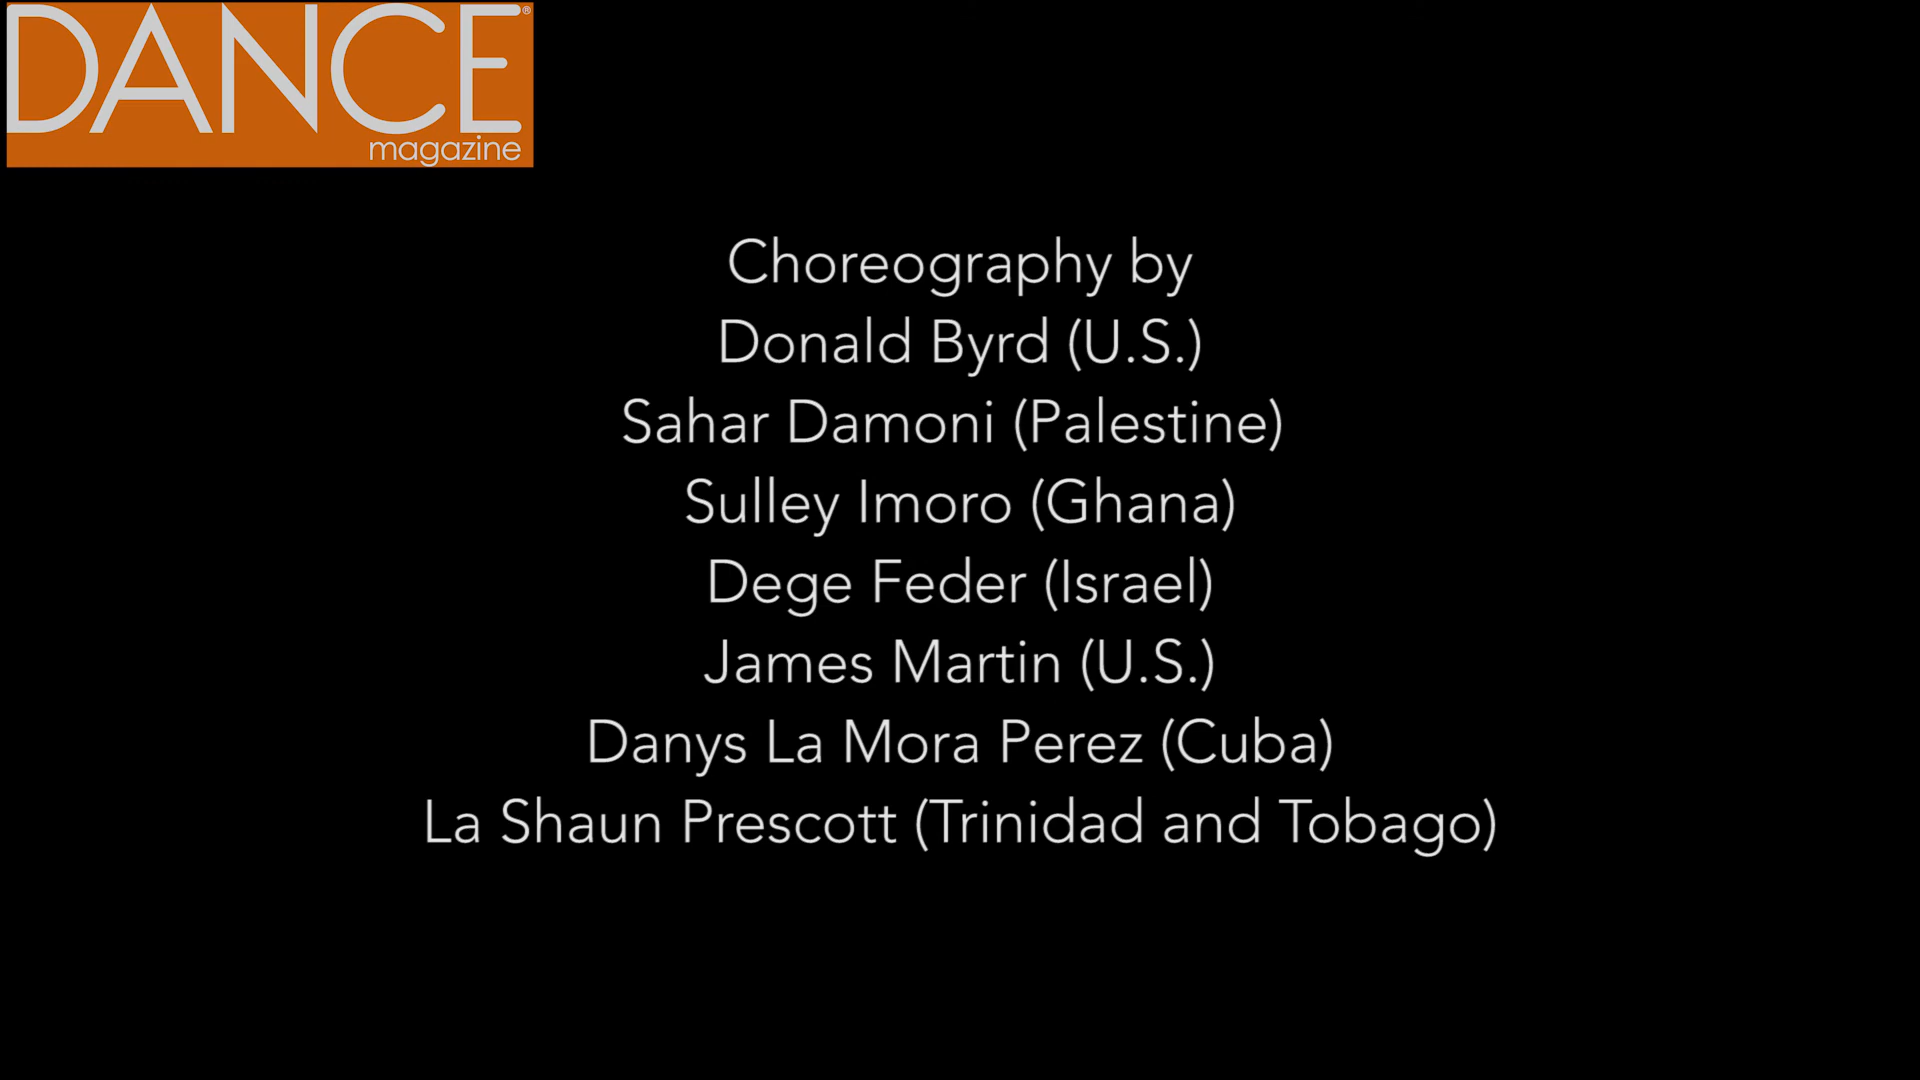 DANCE®
magazine
Choreography by
Donald Byrd (U.S.)
Sahar Damoni (Palestine)
Sulley Imoro (Ghana)
Dege Feder (Israel)
James Martin (U.S.)
Danys La Mora Perez (Cuba)
La Shaun Prescott (Trinidad and Tobago)